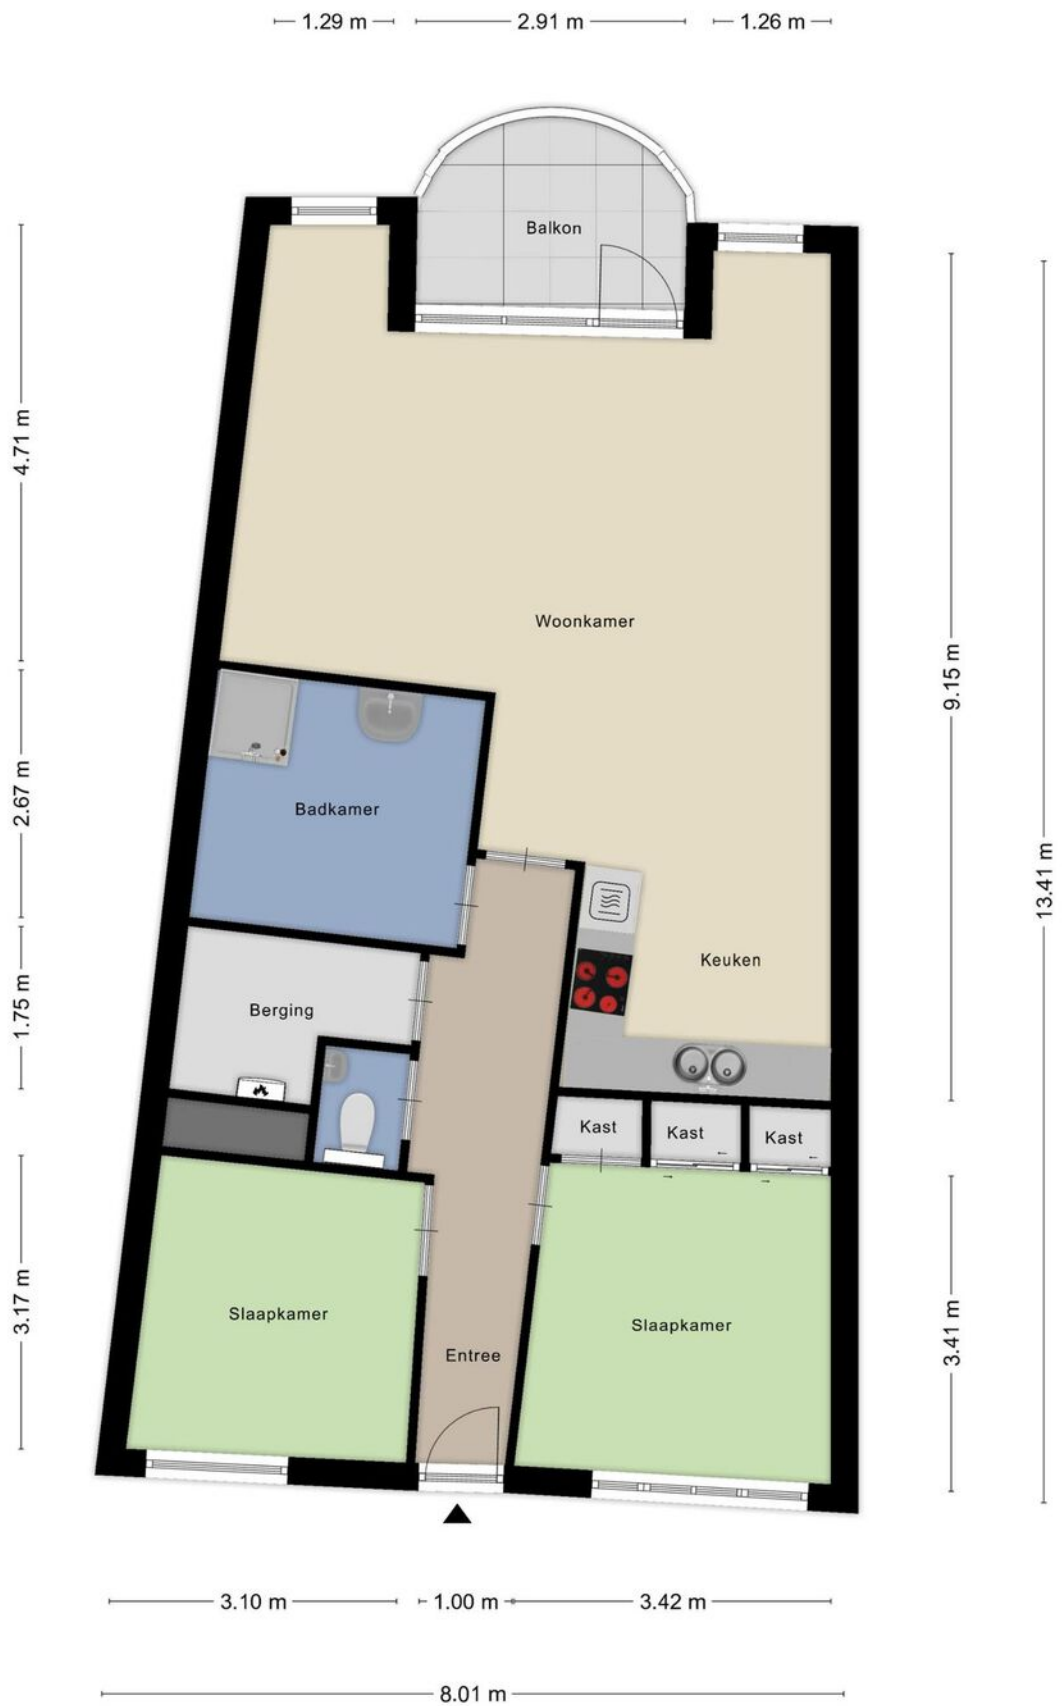 1.29 m
2.91 m
1.26 m
Balkon
4.71 m
Woonkamer
9.15 m
2.67 m
Badkamer
13.41 m
Keuken
1.75 m
Berging
Kast
Kast
Kast
3.17 m
Slaapkamer
Slaapkamer
3.41 m
Entree
3.10 m
1.00 m
3.42 m
8.01 m